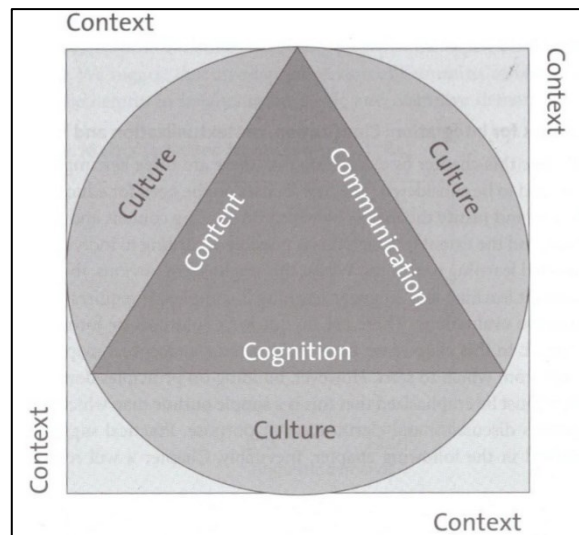 Context
Context
Culture
Culture
Content
Communication
Cognition
Culture
Context
Context